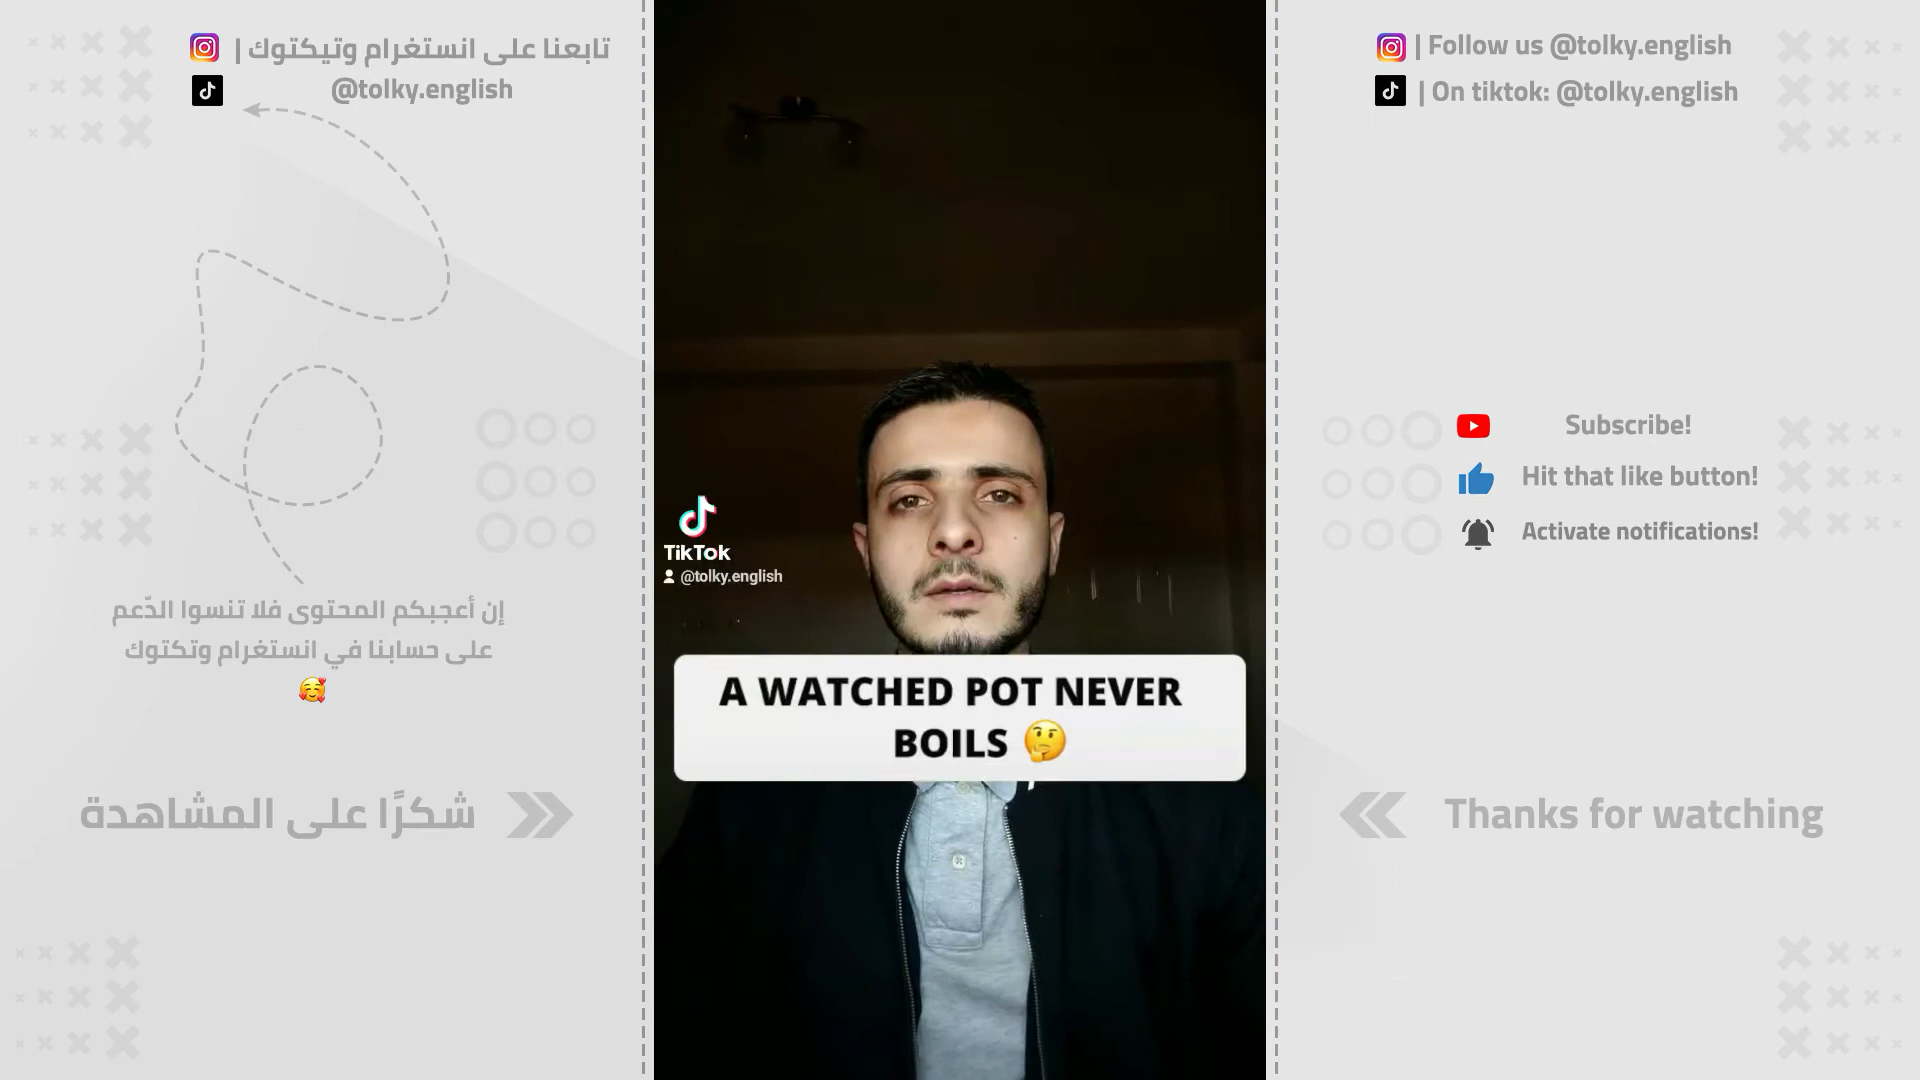 تابعنا على انستغرام وتيكتوك |
@tolky.english
| Follow us @tolky.english
| On tiktok: @tolky.english
Subscribe!
Hit that like button!
Activate notifications!
TikTok
@tolky.english
إن أعجبكم المحتوى فلا تنسوا الدّعم
على حسابنا في انستغرام وتكتوك
🥰
A WATCHED POT NEVER
BOILS 🤔
شكرًا على المشاهدة
Thanks for watching